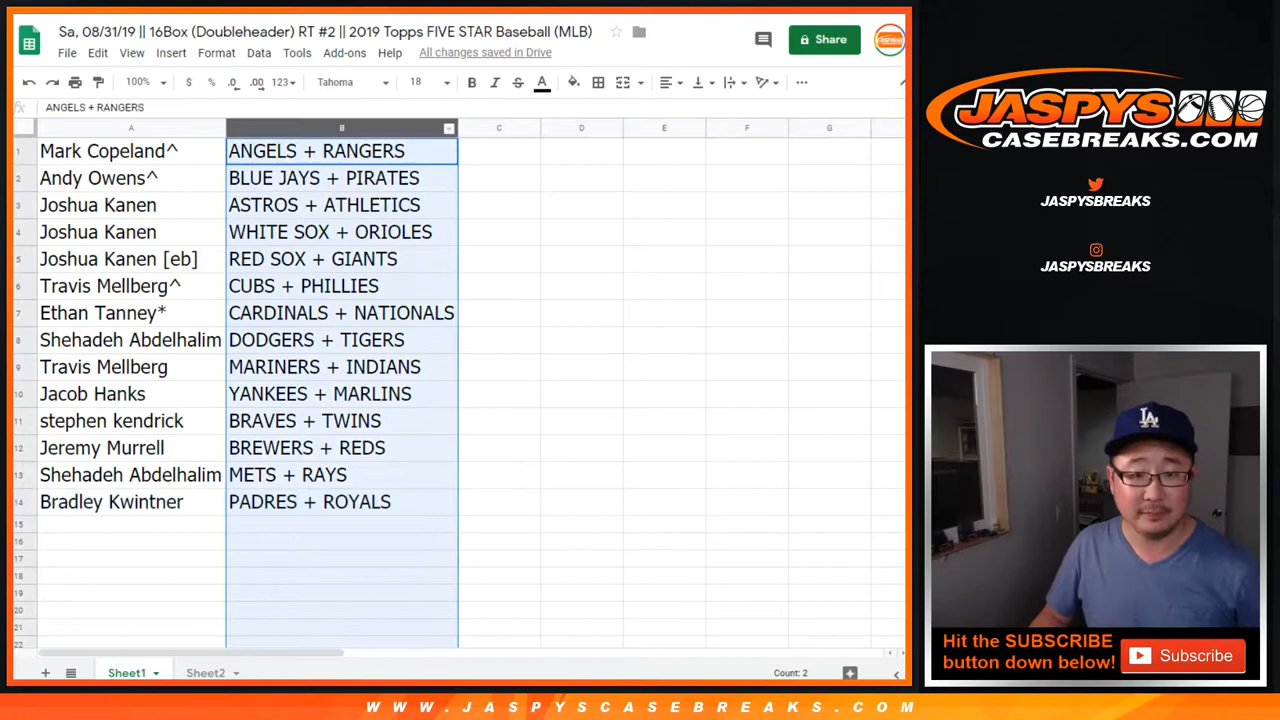 Sa, 08/31/19 || 16Box (Doubleheader) RT #2 || 2019 Topps FIVE STAR Baseball (MLB)
File Edit View Insert Format Data Tools Add-ons Help All changes saved in Drive
Share
100% $ % .0 .00 123 Tahoma 18 B I S A
fx ANGELS + RANGERS
A B C D E F G
1 Mark Copeland^ ANGELS + RANGERS
2 Andy Owens^ BLUE JAYS + PIRATES
3 Joshua Kanen ASTROS + ATHLETICS
4 Joshua Kanen WHITE SOX + ORIOLES
5 Joshua Kanen [eb] RED SOX + GIANTS
6 Travis Mellberg^ CUBS + PHILLIES
7 Ethan Tanney* CARDINALS + NATIONALS
8 Shehadeh Abdelhalim DODGERS + TIGERS
9 Travis Mellberg MARINERS + INDIANS
10 Jacob Hanks YANKEES + MARLINS
11 stephen kendrick BRAVES + TWINS
12 Jeremy Murrell BREWERS + REDS
13 Shehadeh Abdelhalim METS + RAYS
14 Bradley Kwintner PADRES + ROYALS
15
16
17
18
19
20
21
22
Sheet1 Sheet2 Count: 2
JASPYS
CASEBREAKS.COM
JASPYSBREAKS
JASPYSBREAKS
LA
Hit the SUBSCRIBE
button down below!
Subscribe
WWW.JASPYSCASEBREAKS.COM